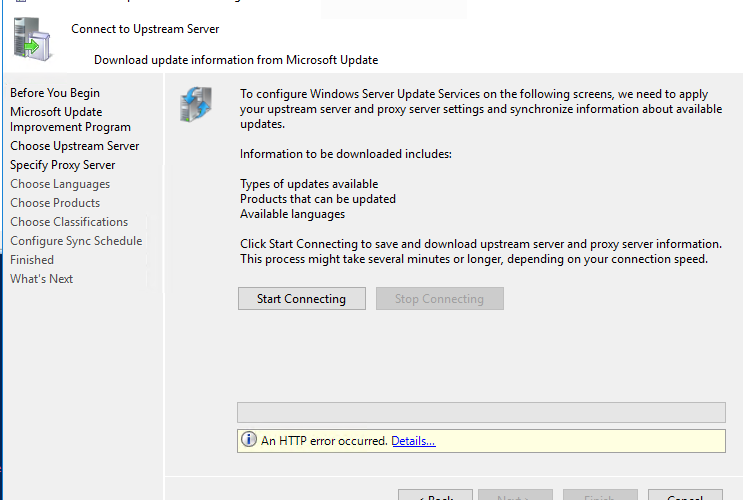 Connect to Upstream Server
Download update information from Microsoft Update
Before You Begin
Microsoft Update
Improvement Program
Choose Upstream Server
Specify Proxy Server
Choose Languages
Choose Products
Choose Classifications
Configure Sync Schedule
Finished
What's Next
To configure Windows Server Update Services on the following screens, we need to apply
your upstream server and proxy server settings and synchronize information about available
updates.
Information to be downloaded includes:
Types of updates available
Products that can be updated
Available languages
Click Start Connecting to save and download upstream server and proxy server information.
This process might take several minutes or longer, depending on your connection speed.
Start Connecting
Stop Connecting
An HTTP error occurred. Details...
< Back
Next >
Finish
Cancel